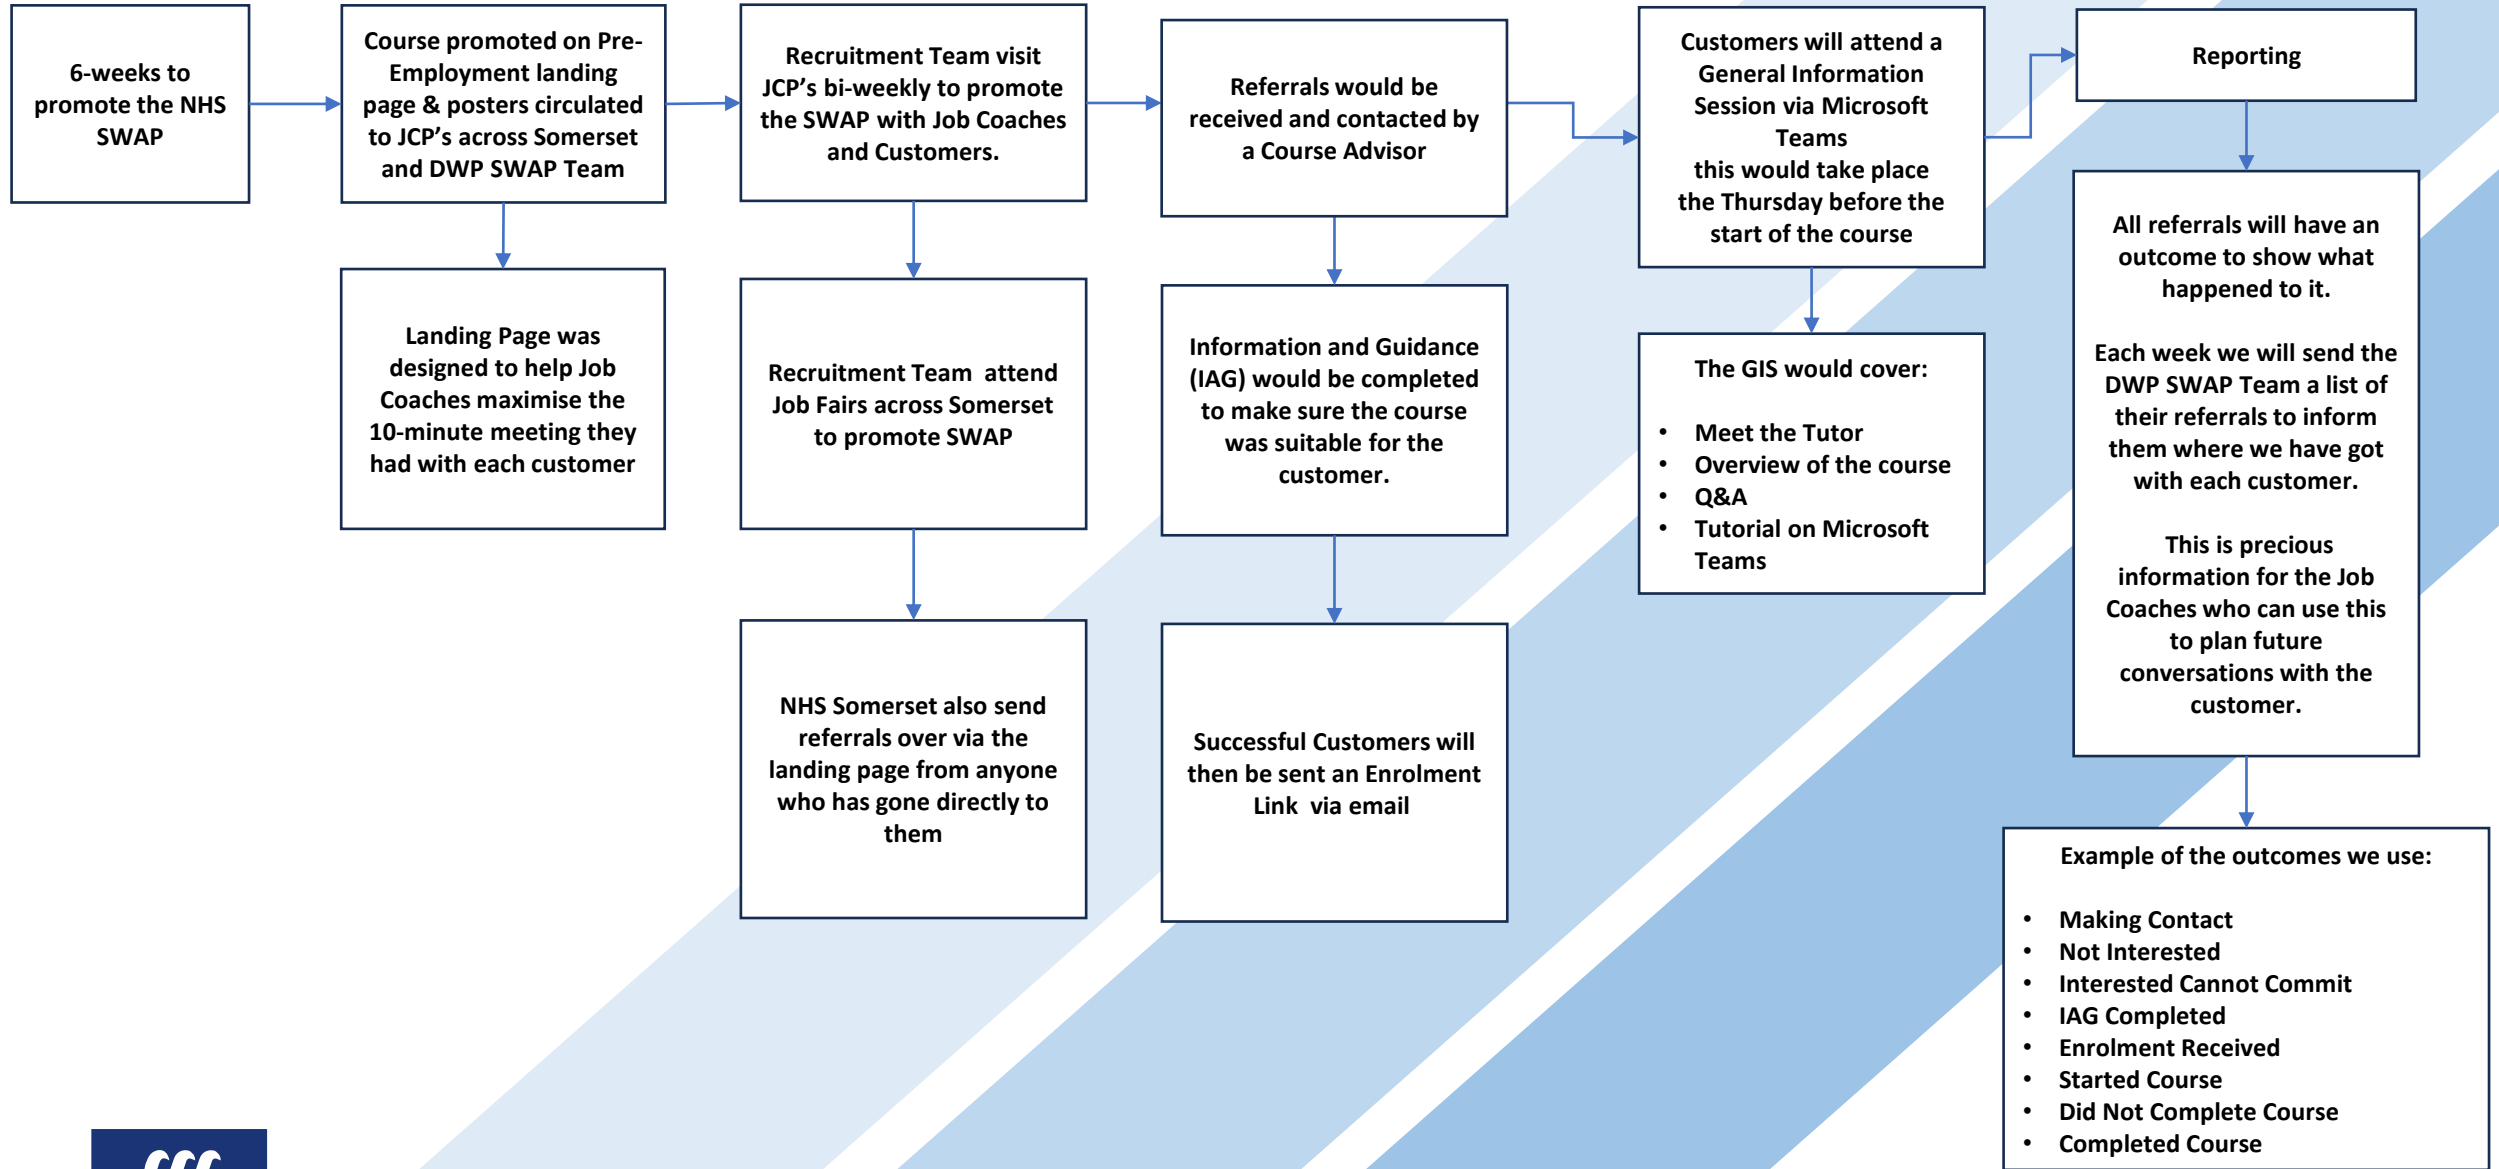 6-weeks to
promote the NHS
SWAP
Course promoted on Pre-
Employment landing
page & posters circulated
to JCP's across Somerset
and DWP SWAP Team
Landing Page was
designed to help Job
Coaches maximise the
10-minute meeting they
had with each customer
Recruitment Team visit
JCP's bi-weekly to promote
the SWAP with Job Coaches
and Customers.
Recruitment Team  attend
Job Fairs across Somerset
to promote SWAP
NHS Somerset also send
referrals over via the
landing page from anyone
who has gone directly to
them
Referrals would be
received and contacted by
a Course Advisor
Information and Guidance
(IAG) would be completed
to make sure the course
was suitable for the
customer.
Successful Customers will
then be sent an Enrolment
Link  via email
Customers will attend a
General Information
Session via Microsoft
Teams
this would take place
the Thursday before the
start of the course
The GIS would cover:
• Meet the Tutor
• Overview of the course
• Q&A
• Tutorial on Microsoft
Teams
Reporting
All referrals will have an
outcome to show what
happened to it.
Each week we will send the
DWP SWAP Team a list of
their referrals to inform
them where we have got
with each customer.
This is precious
information for the Job
Coaches who can use this
to plan future
conversations with the
customer.
Example of the outcomes we use:
• Making Contact
• Not Interested
• Interested Cannot Commit
• IAG Completed
• Enrolment Received
• Started Course
• Did Not Complete Course
• Completed Course